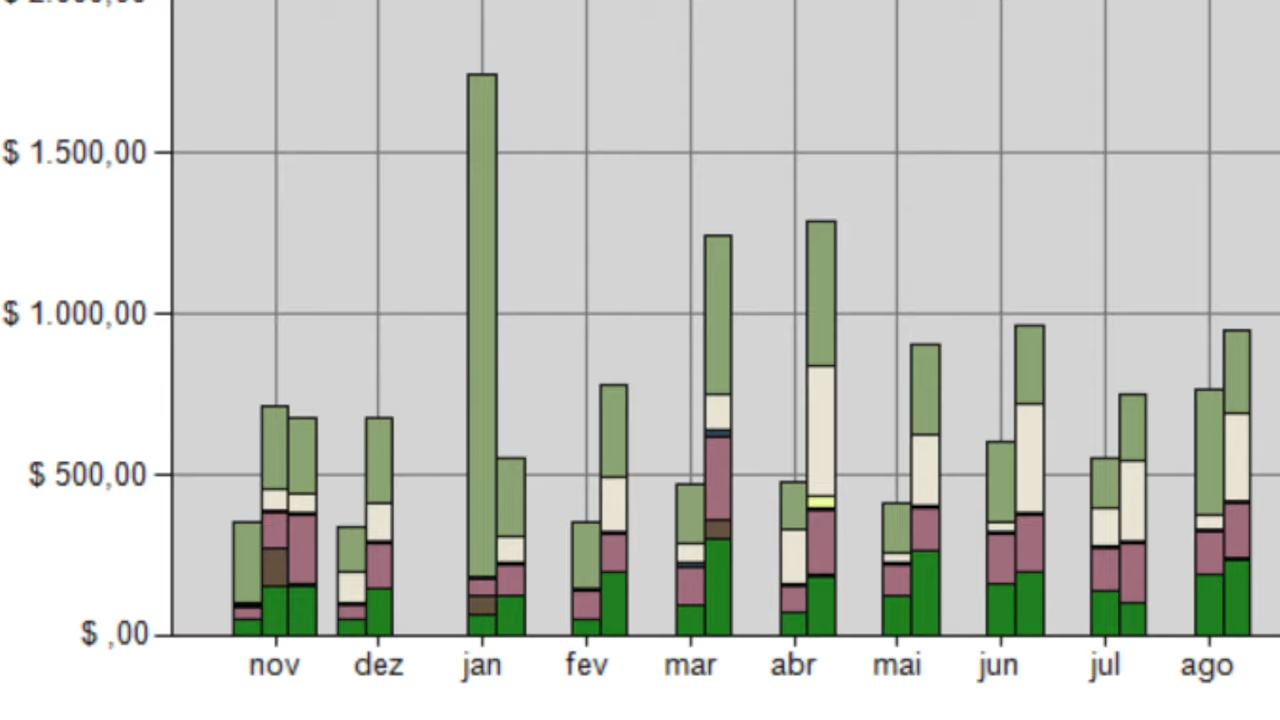 $ 1.500,00
$ 1.000,00
$ 500,00
$ ,00
nov dez jan fev mar abr mai jun jul ago